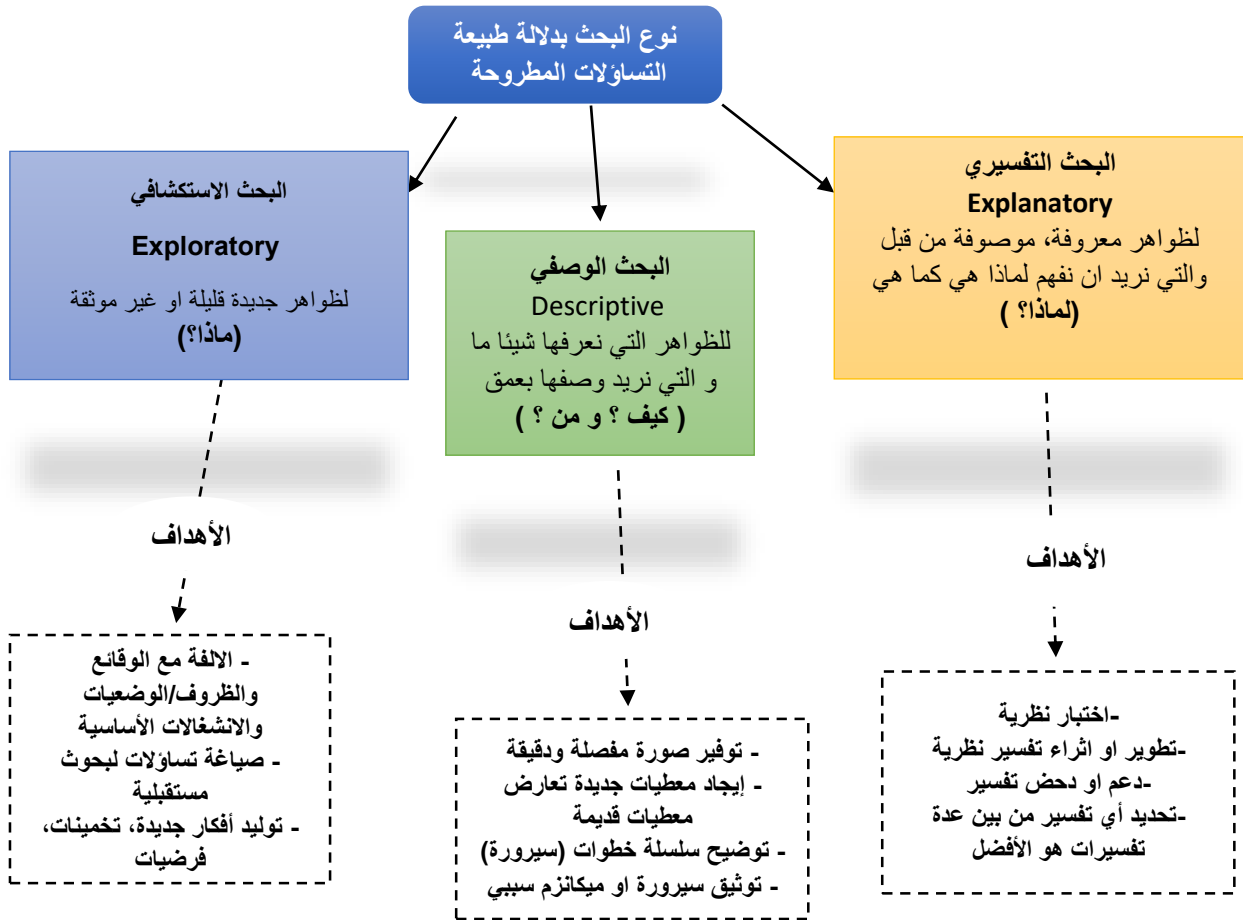 نوع البحث بدلالة طبيعة
التساؤلات المطروحة
البحث التفسيري
Explanatory
لظواهر معروفة، موصوفة من قبل
والتي نريد ان نفهم لماذا هي كما هي
(لماذا؟ )
البحث الوصفي
Descriptive
للظواهر التي نعرفها شيئا ما
و التي نريد وصفها بعمق
( كيف ؟ و من ؟ )
البحث الاستكشافي
Exploratory
لظواهر جديدة قليلة او غير موثقة
(ماذا؟)
الأهداف
-اختبار نظرية
-تطوير او اثراء تفسير نظرية
-دعم او دحض تفسير
-تحديد أي تفسير من بين عدة
تفسيرات هو الأفضل
الأهداف
- توفير صورة مفصلة ودقيقة
- إيجاد معطيات جديدة تعارض
معطيات قديمة
- توضيح سلسلة خطوات (سيرورة)
- توثيق سيرورة او ميكانزم سببي
الأهداف
- الالفة مع الوقائع
والظروف/الوضعيات
والانشغالات الأساسية
- صياغة تساؤلات لبحوث
مستقبلية
- توليد أفكار جديدة، تخمينات،
فرضيات